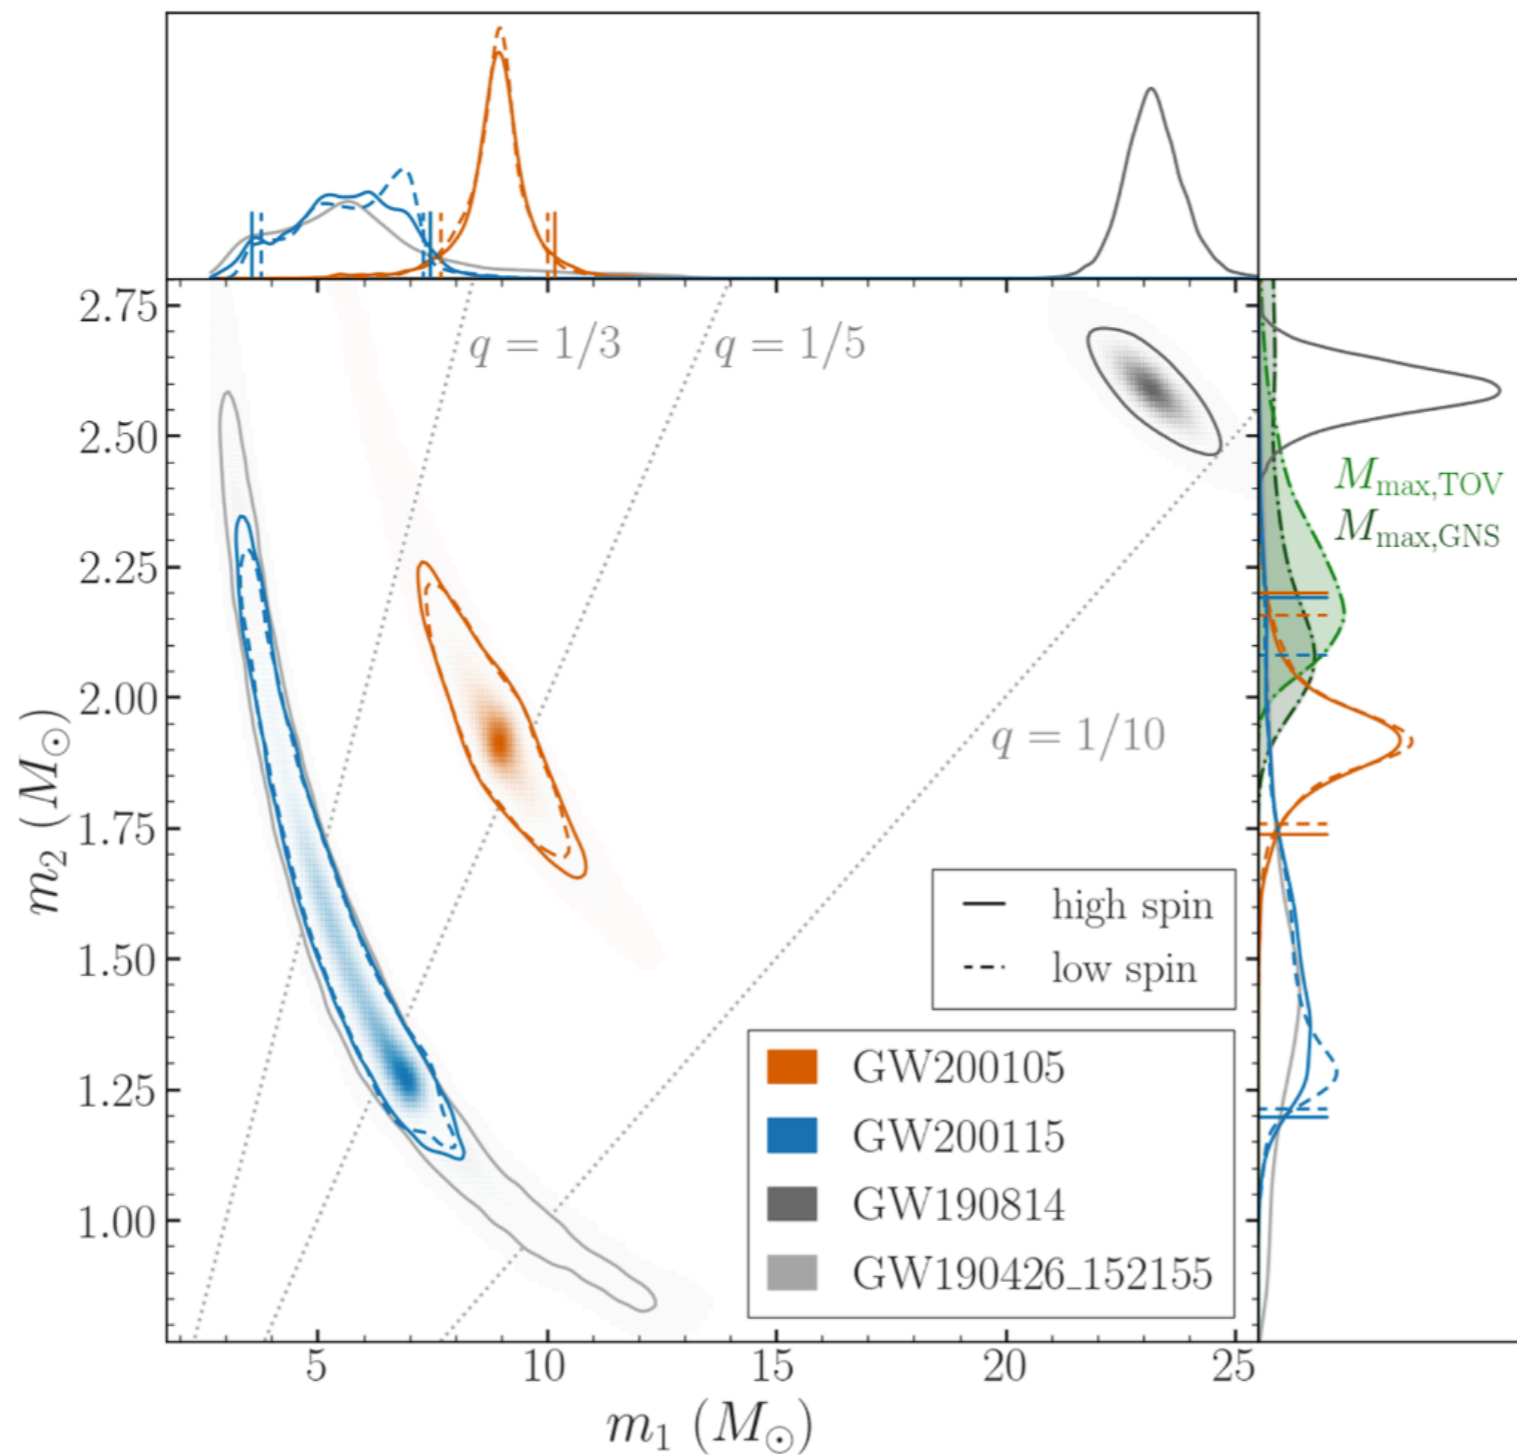 2.75
2.50
2.25
2.00
1.75
1.50
1.25
1.00
m₂ (M☉)
5
10
15
20
25
m₁ (M☉)
q = 1/3
q = 1/5
q = 1/10
M_max,TOV
M_max,GNS
high spin
low spin
GW200105
GW200115
GW190814
GW190426_152155